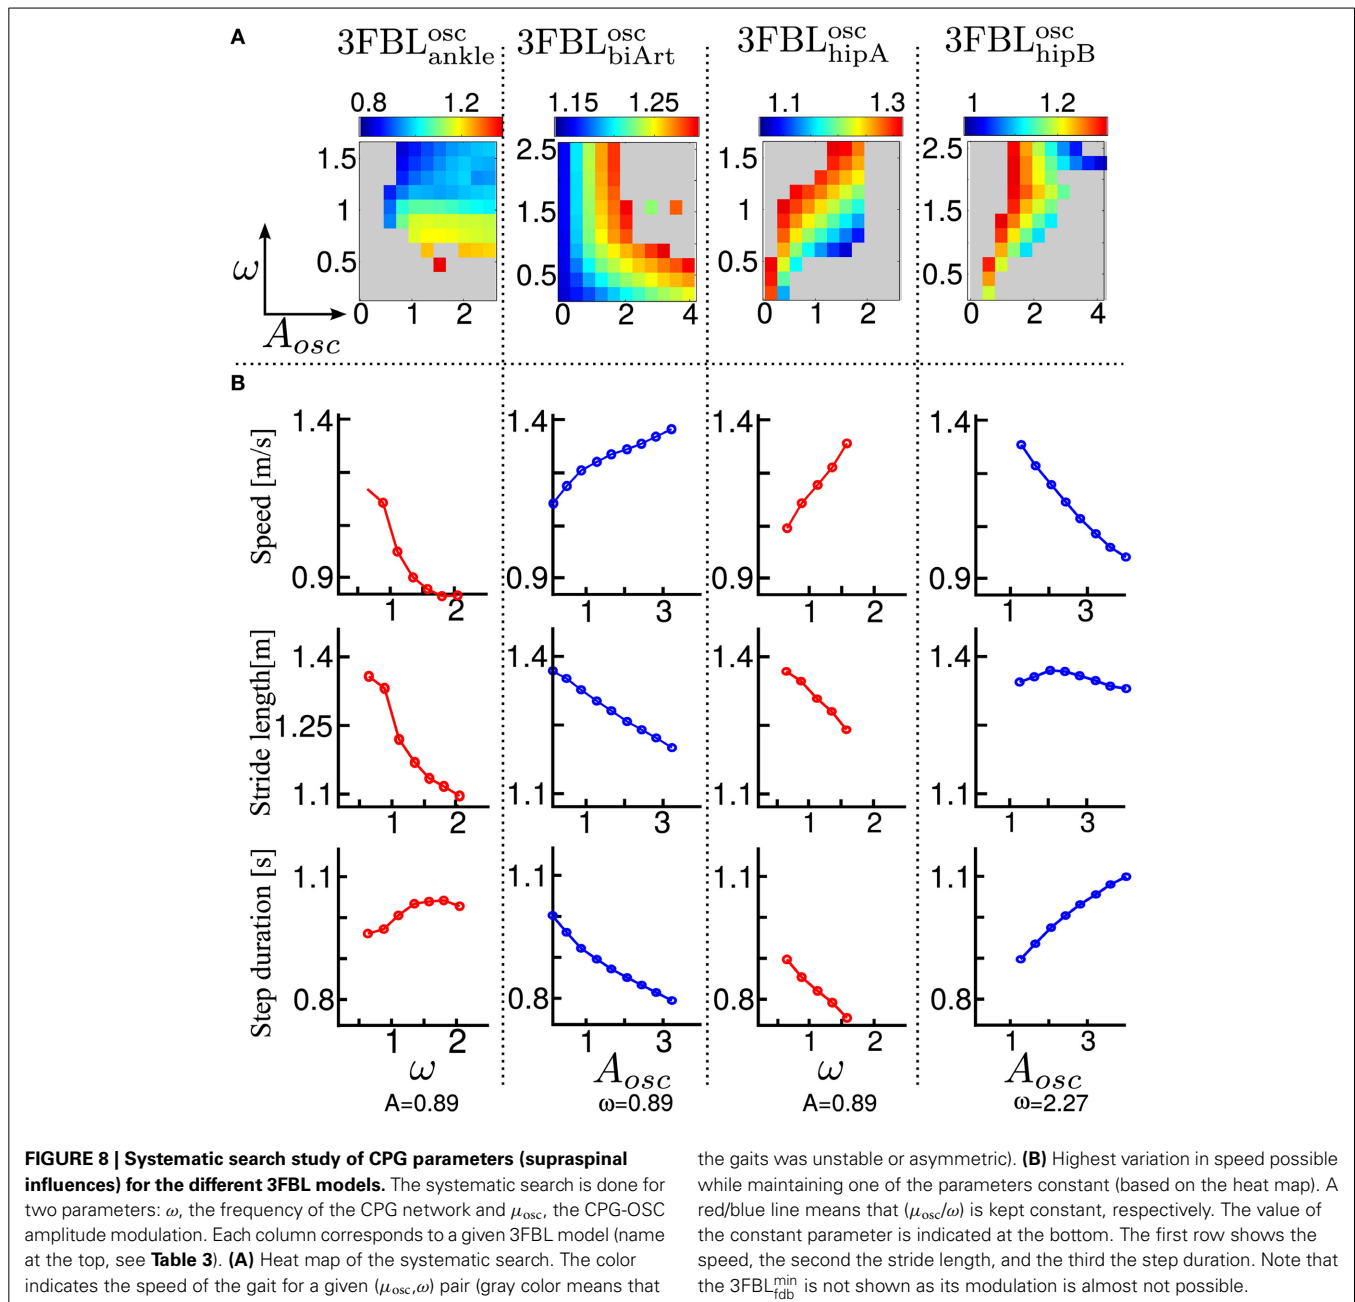 A
3FBL^osc_ankle 3FBL^osc_biArt 3FBL^osc_hipA 3FBL^osc_hipB
0.8 1.2 1.15 1.25 1.1 1.3 1 1.2
1.5 2.5 1.5 2.5
1 1.5 1 1.5
0.5 0.5 0.5 0.5
0 1 2 0 2 4 0 1 2 0 2 4
ω
A_osc
B
Speed [m/s]
1.4 1.4 1.4 1.4
0.9 0.9 0.9 0.9
1 2 1 3 1 2 1 3
Stride length[m]
1.4 1.4 1.4 1.4
1.25
1.1 1.1 1.1 1.1
1 2 1 3 1 2 1 3
Step duration [s]
1.1 1.1 1.1 1.1
0.8 0.8 0.8 0.8
1 2 1 3 1 2 1 3
ω A_osc ω A_osc
A=0.89 ω=0.89 A=0.89 ω=2.27
FIGURE 8 | Systematic search study of CPG parameters (supraspinal
influences) for the different 3FBL models. The systematic search is done for
two parameters: ω, the frequency of the CPG network and μosc, the CPG-OSC
amplitude modulation. Each column corresponds to a given 3FBL model (name
at the top, see Table 3). (A) Heat map of the systematic search. The color
indicates the speed of the gait for a given (μosc,ω) pair (gray color means that
the gaits was unstable or asymmetric). (B) Highest variation in speed possible
while maintaining one of the parameters constant (based on the heat map). A
red/blue line means that (μosc/ω) is kept constant, respectively. The value of
the constant parameter is indicated at the bottom. The first row shows the
speed, the second the stride length, and the third the step duration. Note that
the 3FBL^min_fdb is not shown as its modulation is almost not possible.